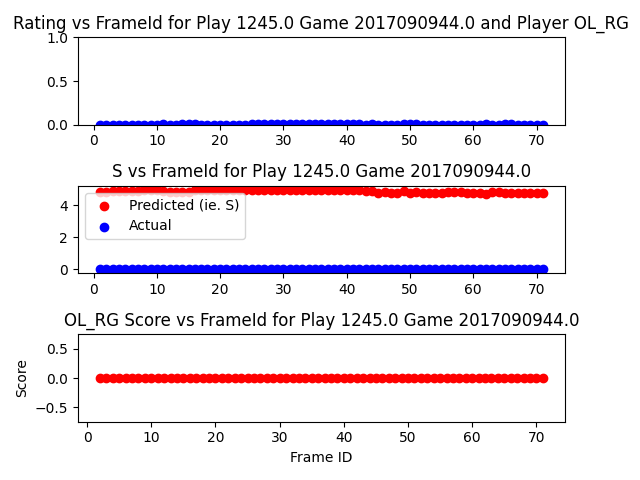 Rating vs FrameId for Play 1245.0 Game 2017090944.0 and Player OL_RG
1.0
0.5
0.0
0 10 20 30 40 50 60 70
S vs FrameId for Play 1245.0 Game 2017090944.0
4
2
0
Predicted (ie. S)
Actual
0 10 20 30 40 50 60 70
OL_RG Score vs FrameId for Play 1245.0 Game 2017090944.0
Score
0.5
0.0
−0.5
0 10 20 30 40 50 60 70
Frame ID